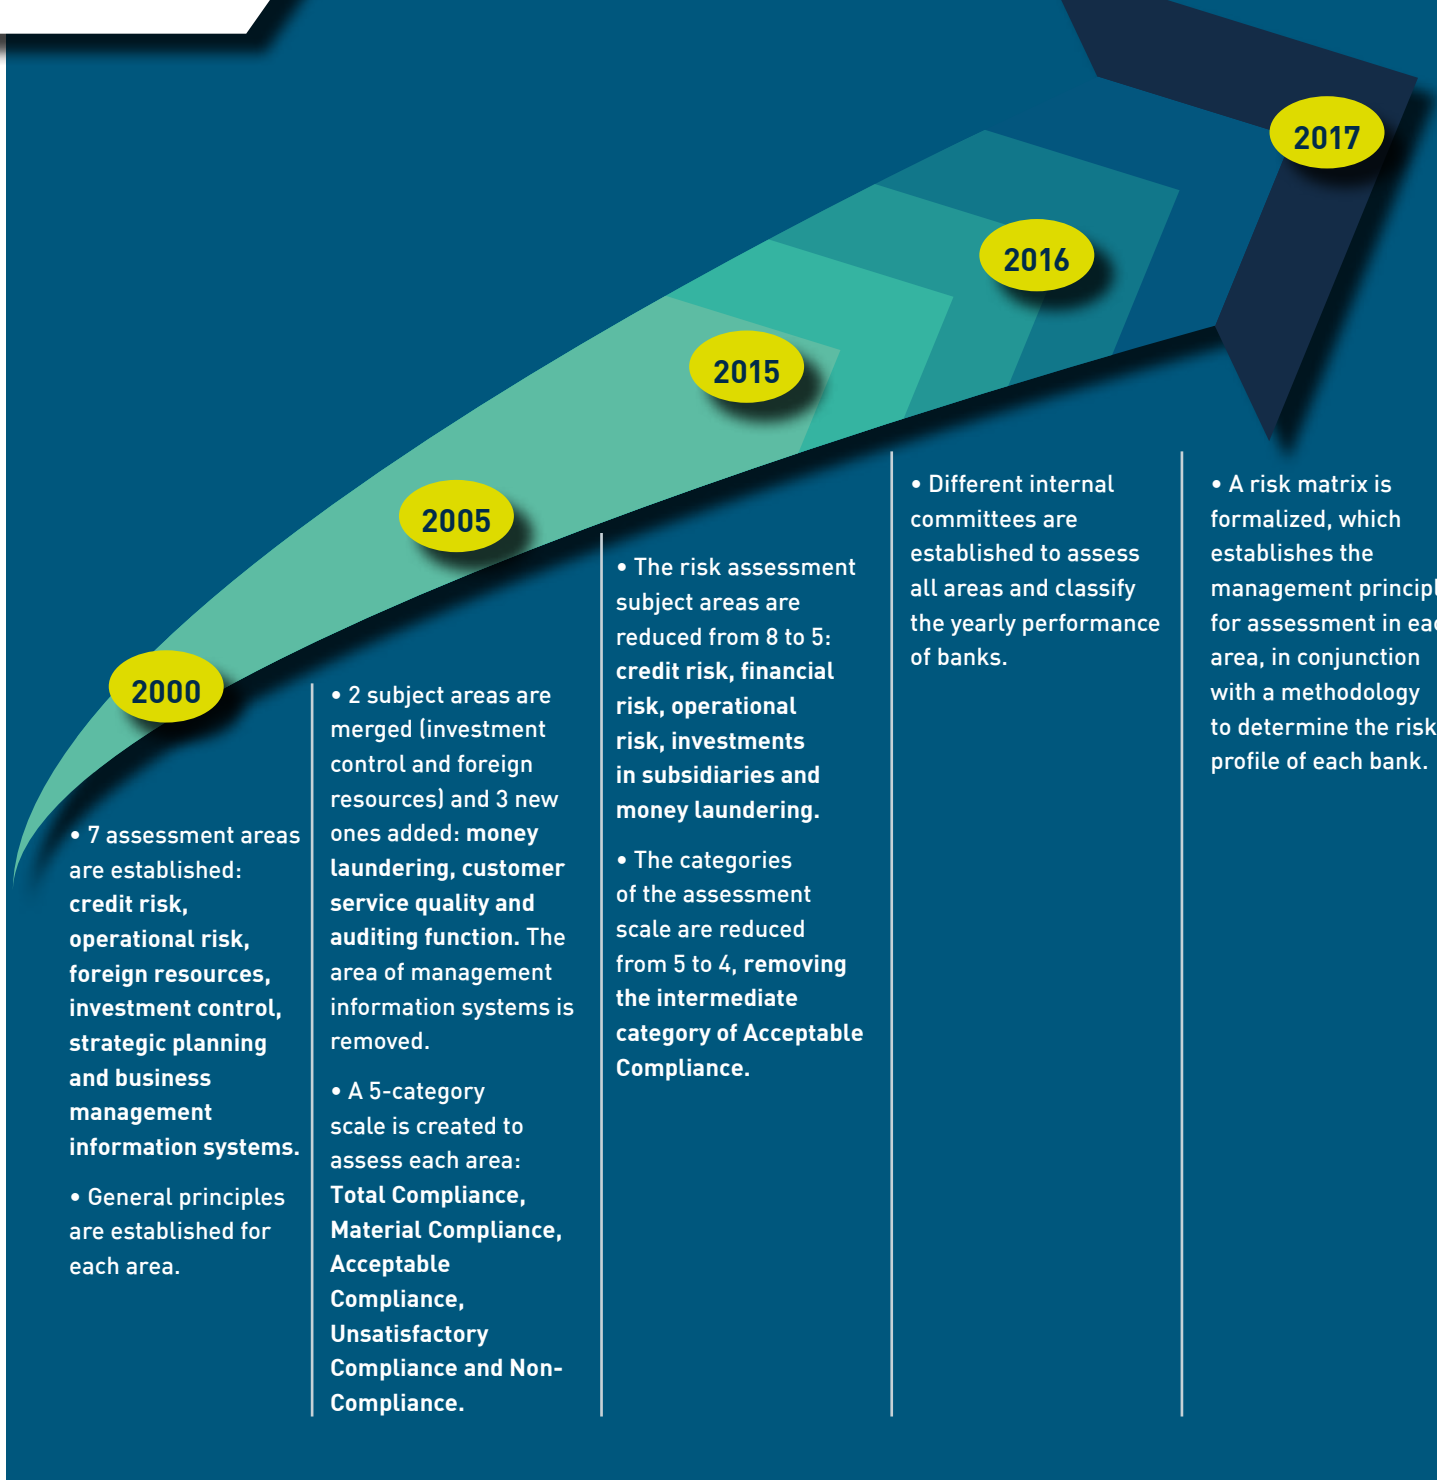 2000
• 7 assessment areas
are established:
credit risk,
operational risk,
foreign resources,
investment control,
strategic planning
and business
management
information systems.
• General principles
are established for
each area.
2005
• 2 subject areas are
merged (investment
control and foreign
resources) and 3 new
ones added: money
laundering, customer
service quality and
auditing function. The
area of management
information systems is
removed.
• A 5-category
scale is created to
assess each area:
Total Compliance,
Material Compliance,
Acceptable
Compliance,
Unsatisfactory
Compliance and Non-
Compliance.
2015
• The risk assessment
subject areas are
reduced from 8 to 5:
credit risk, financial
risk, operational
risk, investments
in subsidiaries and
money laundering.
• The categories
of the assessment
scale are reduced
from 5 to 4, removing
the intermediate
category of Acceptable
Compliance.
2016
• Different internal
committees are
established to assess
all areas and classify
the yearly performance
of banks.
2017
• A risk matrix is
formalized, which
establishes the
management
for assessment in
area, in conjunction
with a methodology
to determine the risk
profile of each bank.